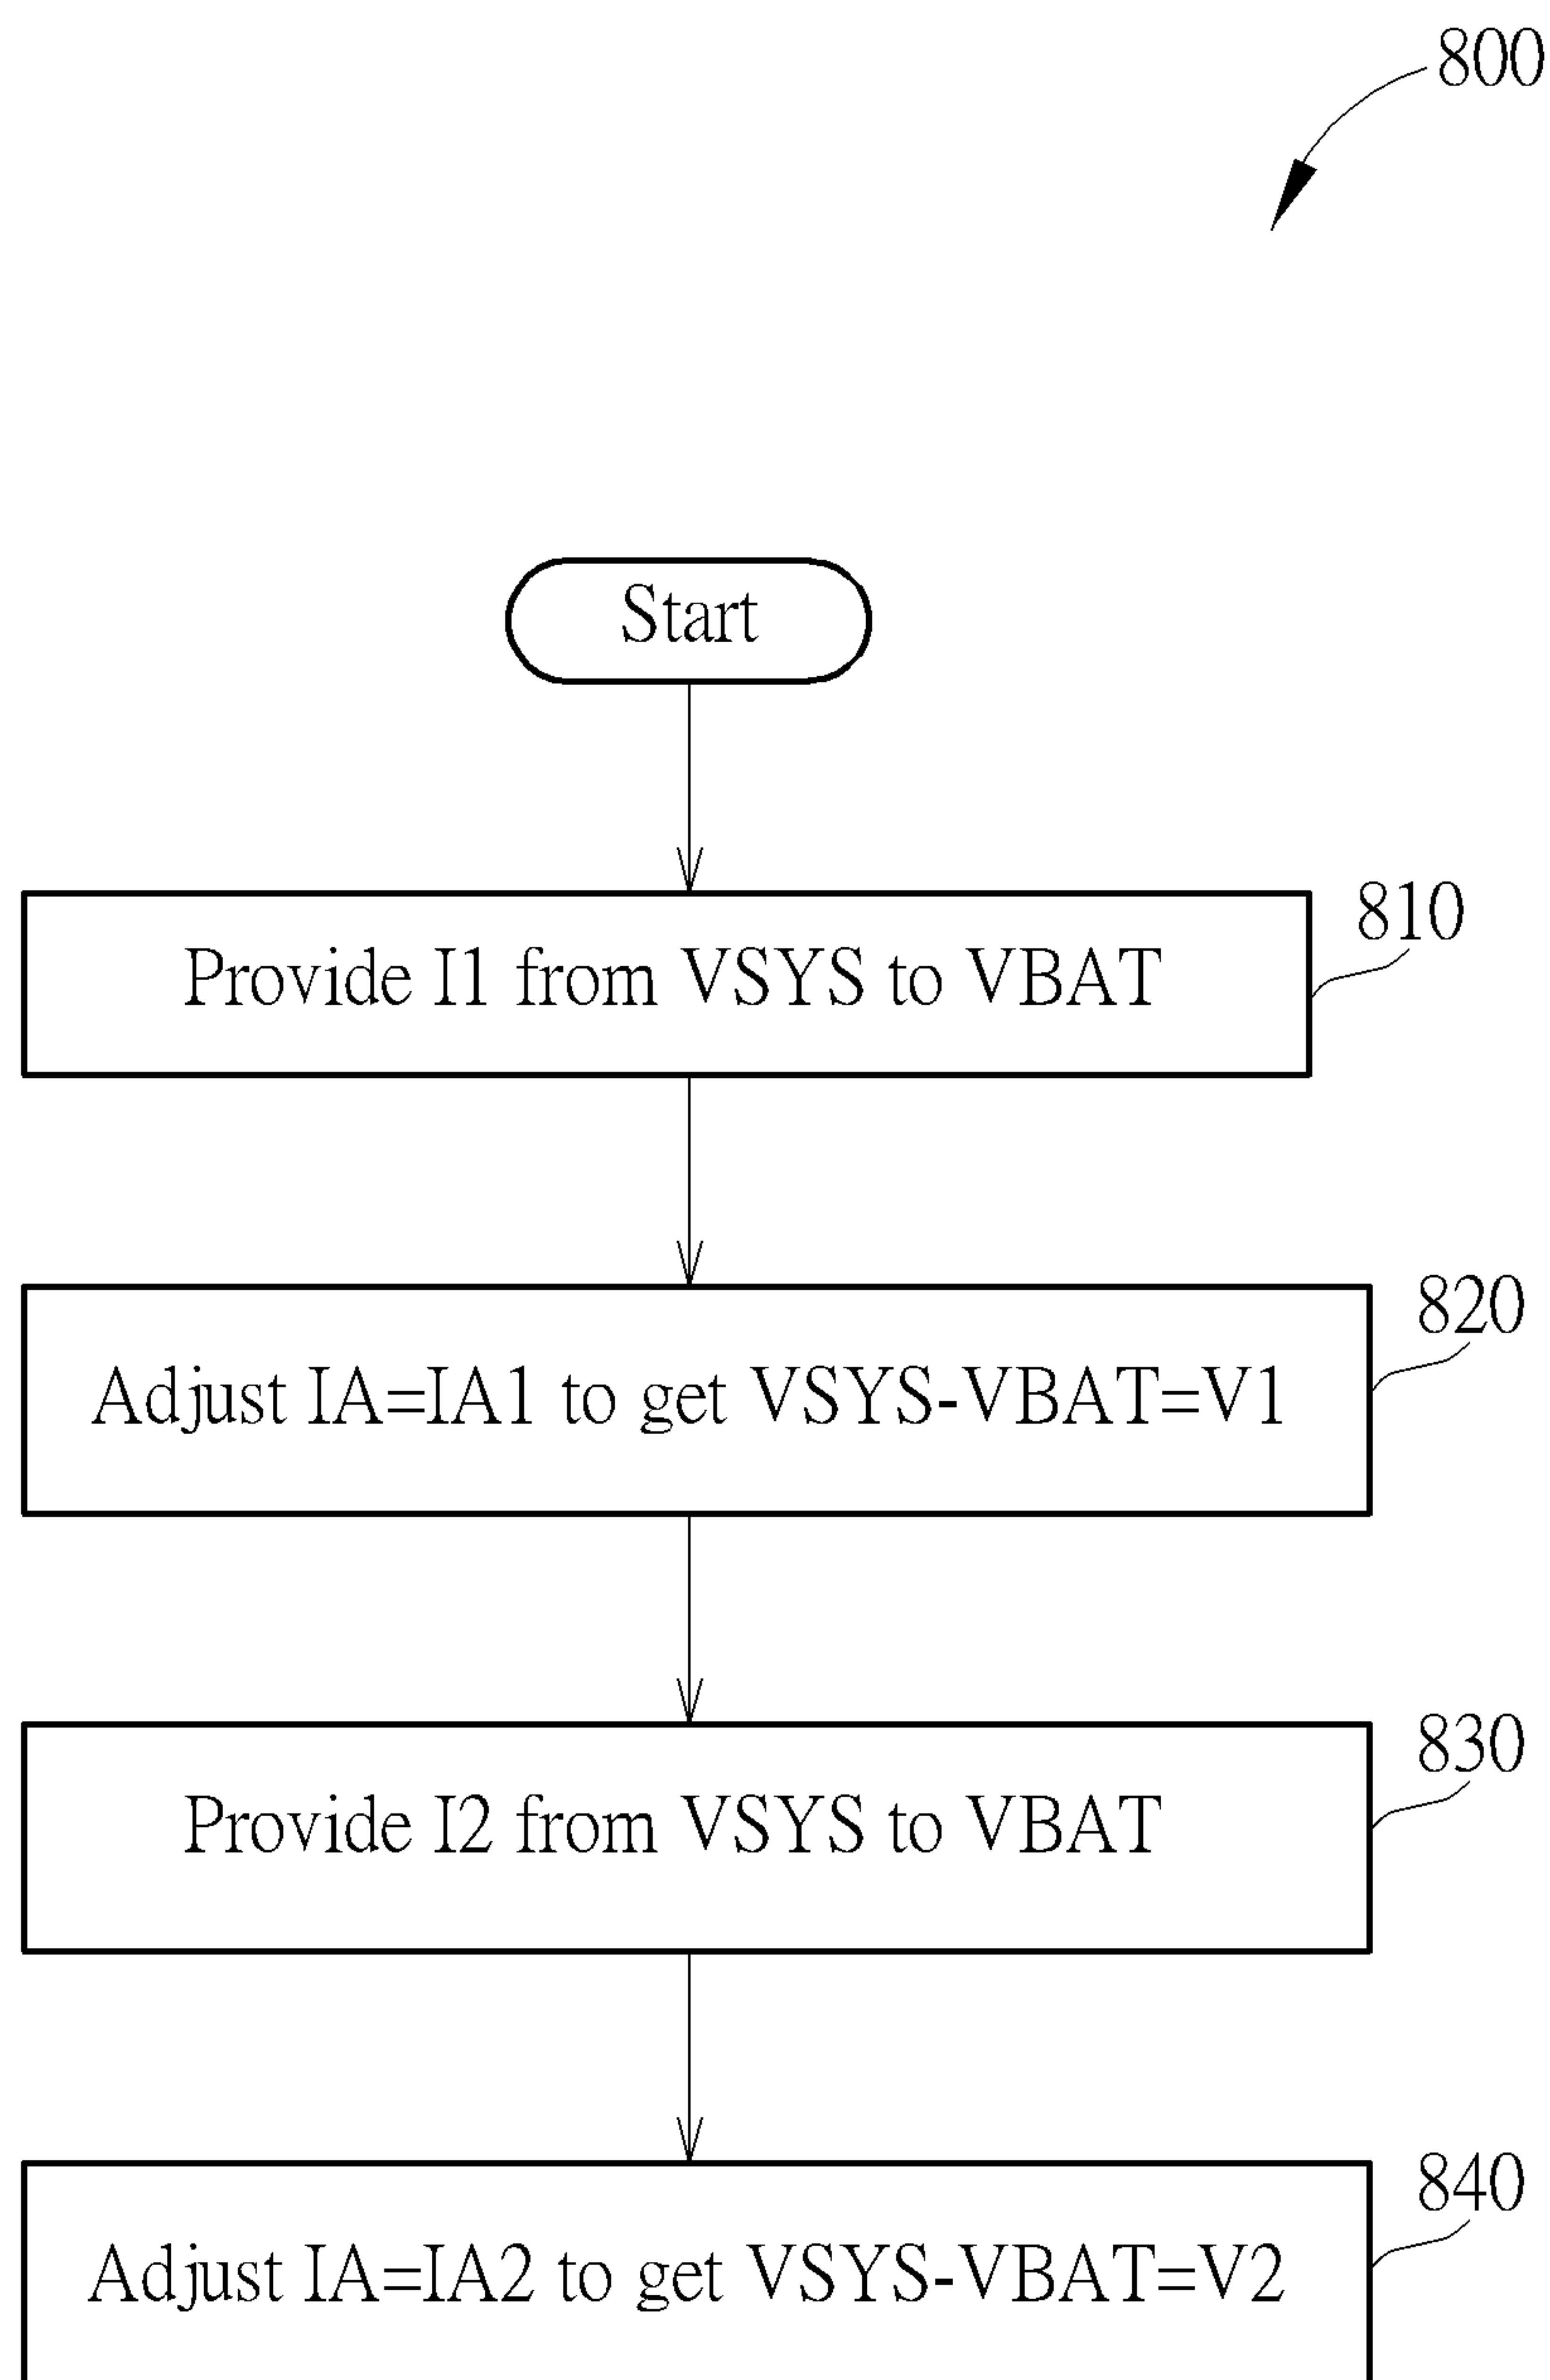 800
Start
810
Provide I1 from VSYS to VBAT
820
Adjust IA=IA1 to get VSYS-VBAT=V1
830
Provide I2 from VSYS to VBAT
840
Adjust IA=IA2 to get VSYS-VBAT=V2